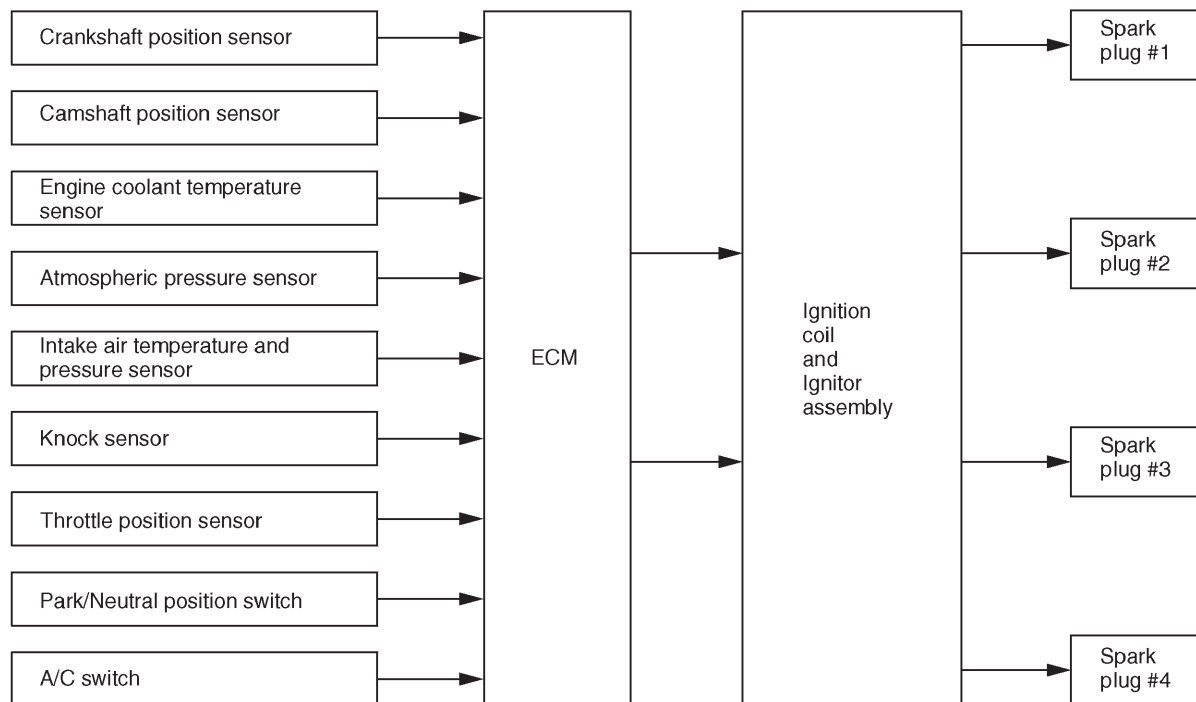 Crankshaft position sensor
Camshaft position sensor
Engine coolant temperature
sensor
Atmospheric pressure sensor
Intake air temperature and
pressure sensor
Knock sensor
Throttle position sensor
Park/Neutral position switch
A/C switch
ECM
Ignition
coil
and
Ignitor
assembly
Spark
plug #1
Spark
plug #2
Spark
plug #3
Spark
plug #4